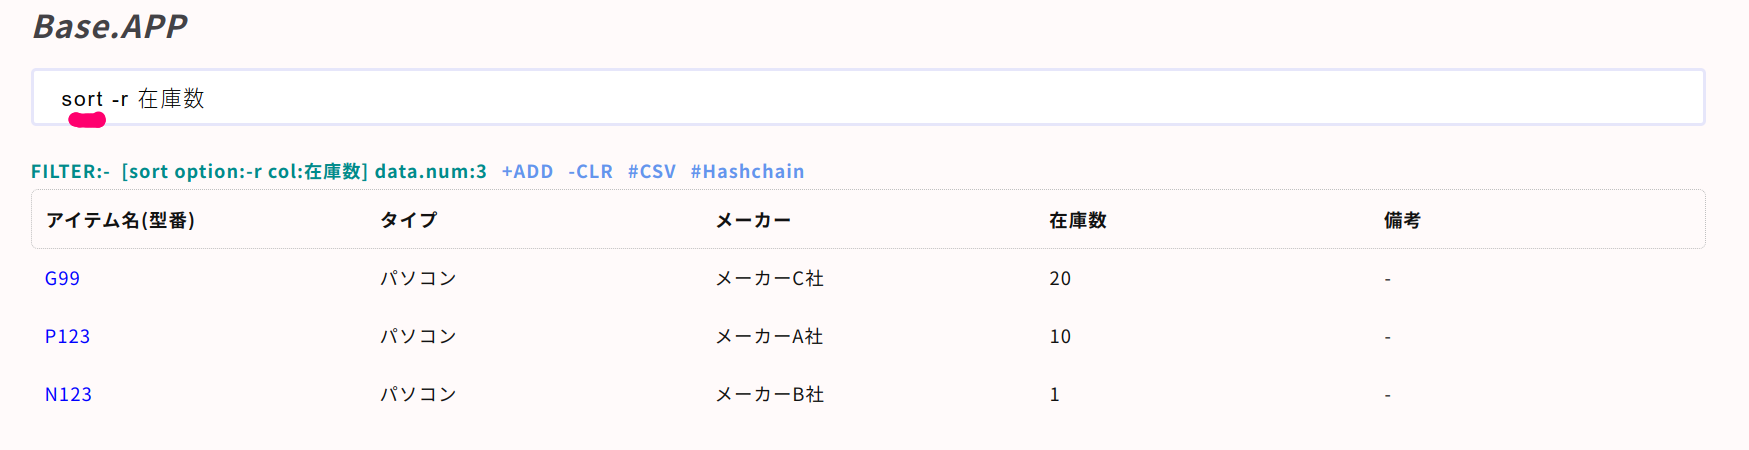 Base.APP
sort -r 在庫数
FILTER:- [sort option:-r col:在庫数] data.num:3 +ADD -CLR #CSV #Hashchain
アイテム名(型番) タイプ メーカー 在庫数 備考
G99 パソコン メーカーC社 20 -
P123 パソコン メーカーA社 10 -
N123 パソコン メーカーB社 1 -